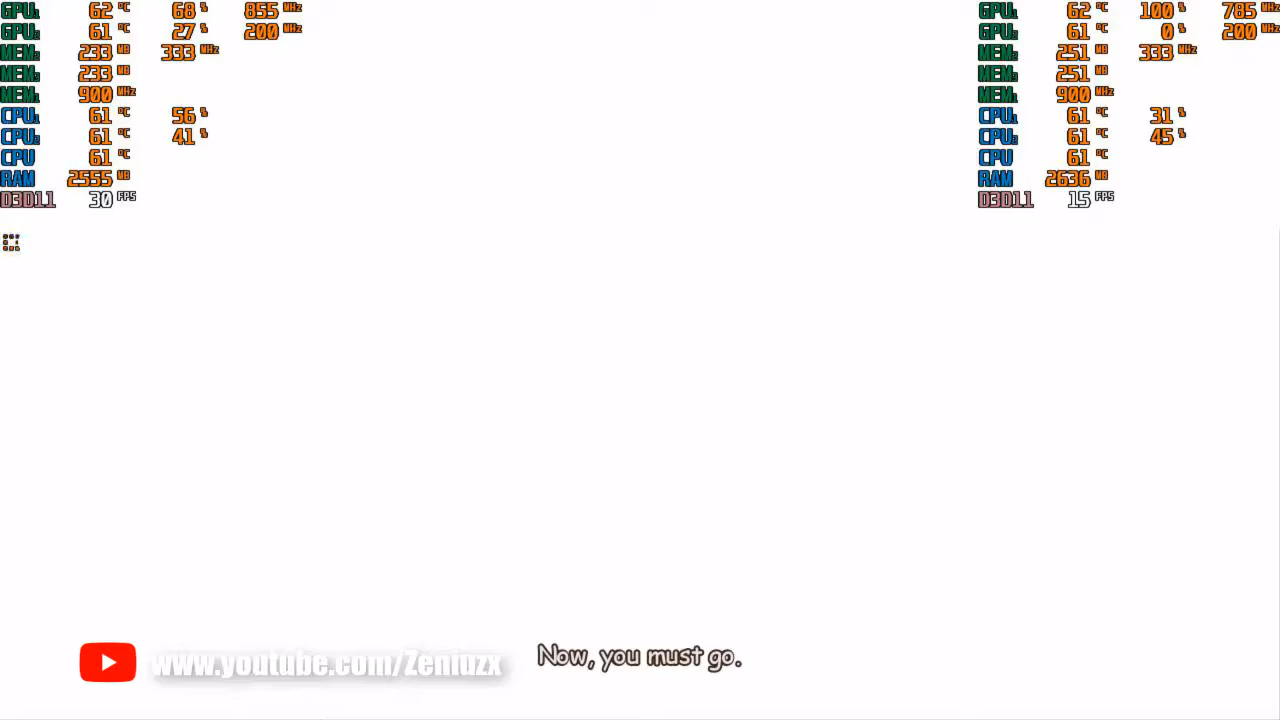 GPU1 62 °C 68 % 855 MHz
GPU2 61 °C 27 % 200 MHz
MEM2 233 MB 333 MHz
MEM3 233 MB
MEM1 900 MHz
CPU1 61 °C 56 %
CPU2 61 °C 41 %
CPU 61 °C
RAM 2555 MB
D3D11 30 FPS
GPU1 62 °C 100 % 785 MHz
GPU2 61 °C 0 % 200 MHz
MEM2 251 MB 333 MHz
MEM3 251 MB
MEM1 900 MHz
CPU1 61 °C 31 %
CPU2 61 °C 45 %
CPU 61 °C
RAM 2636 MB
D3D11 15 FPS
www.youtube.com/Zeniuzx
Now, you must go.